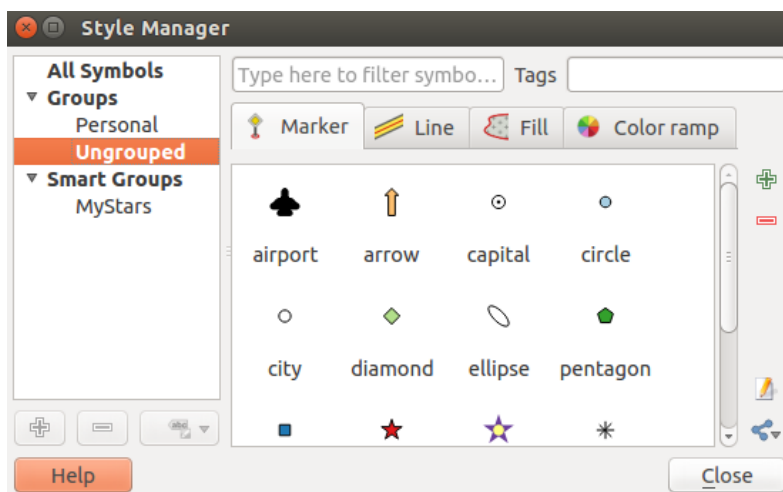 Style Manager
All Symbols
Groups
Personal
Ungrouped
Smart Groups
MyStars
Type here to filter symbo... Tags
Marker Line Fill Color ramp
airport arrow capital circle
city diamond ellipse pentagon
Help Close